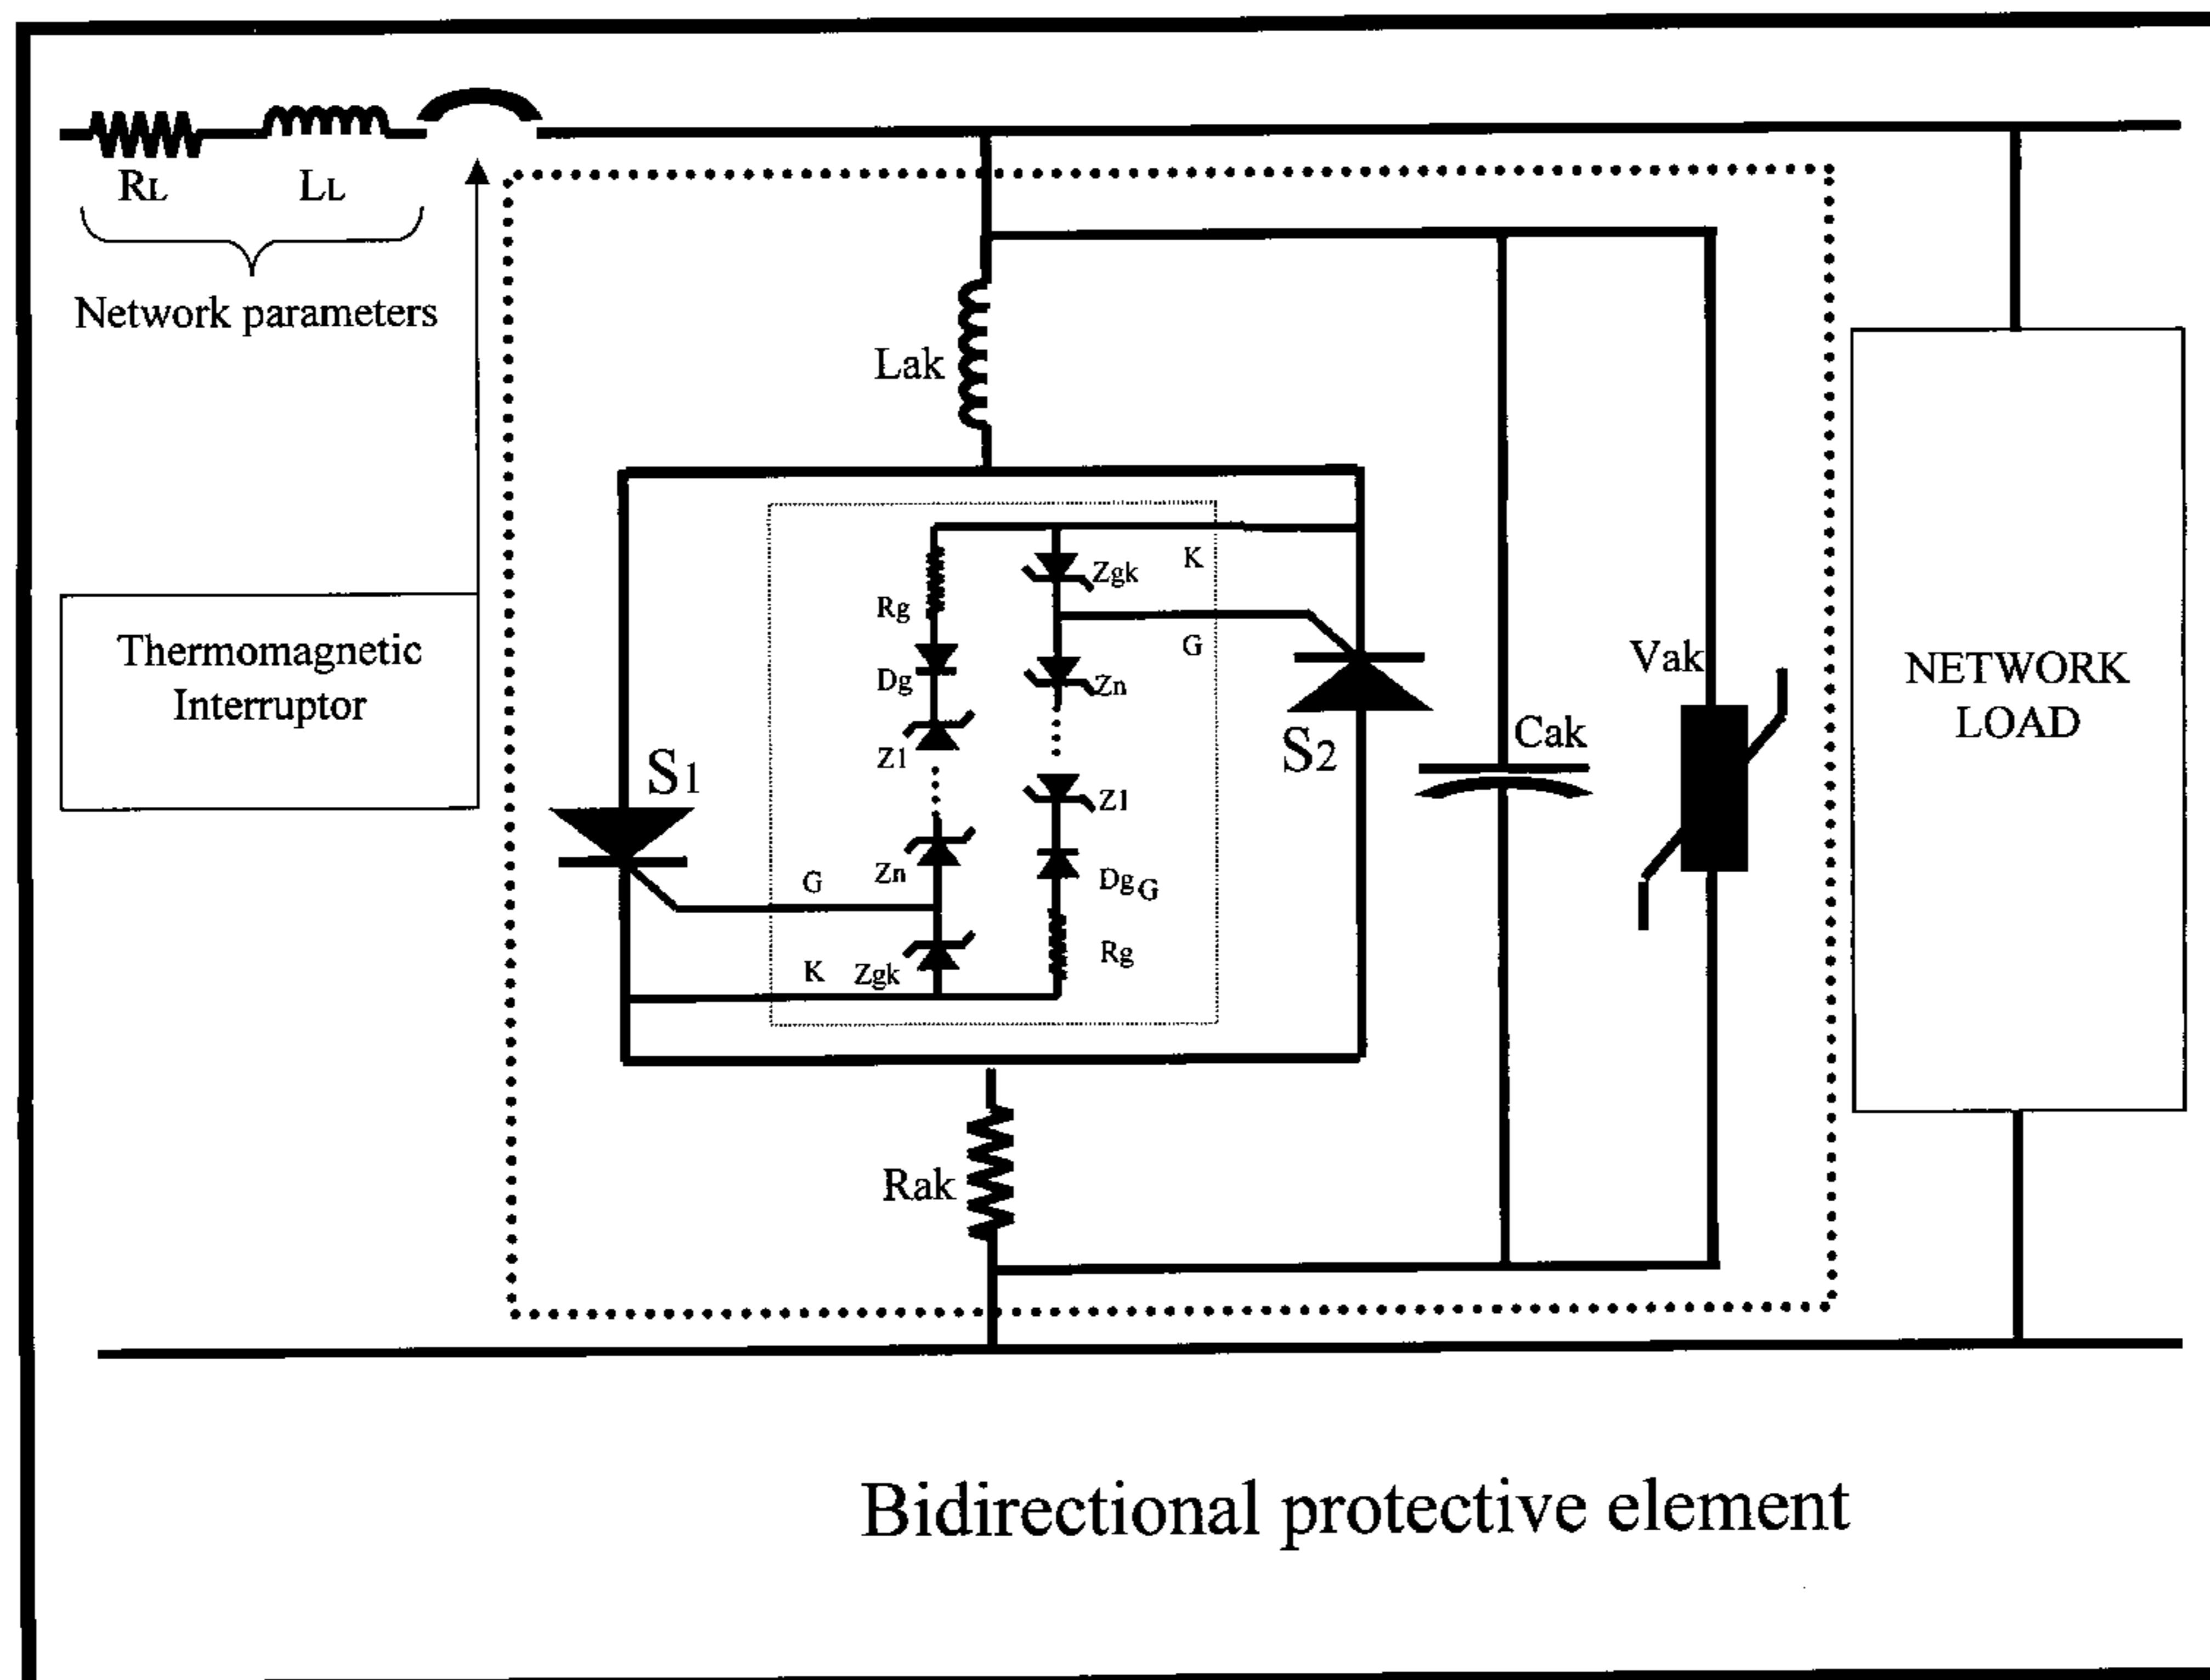 RL
LL
Network parameters
Lak
K
Zgk
Rg
G
Dg
Zn
Z1
Thermomagnetic
Interruptor
S1
S2
Vak
Cak
NETWORK
LOAD
Z1
Zn
G
Dg G
Rg
K
Zgk
Rak
Bidirectional protective element